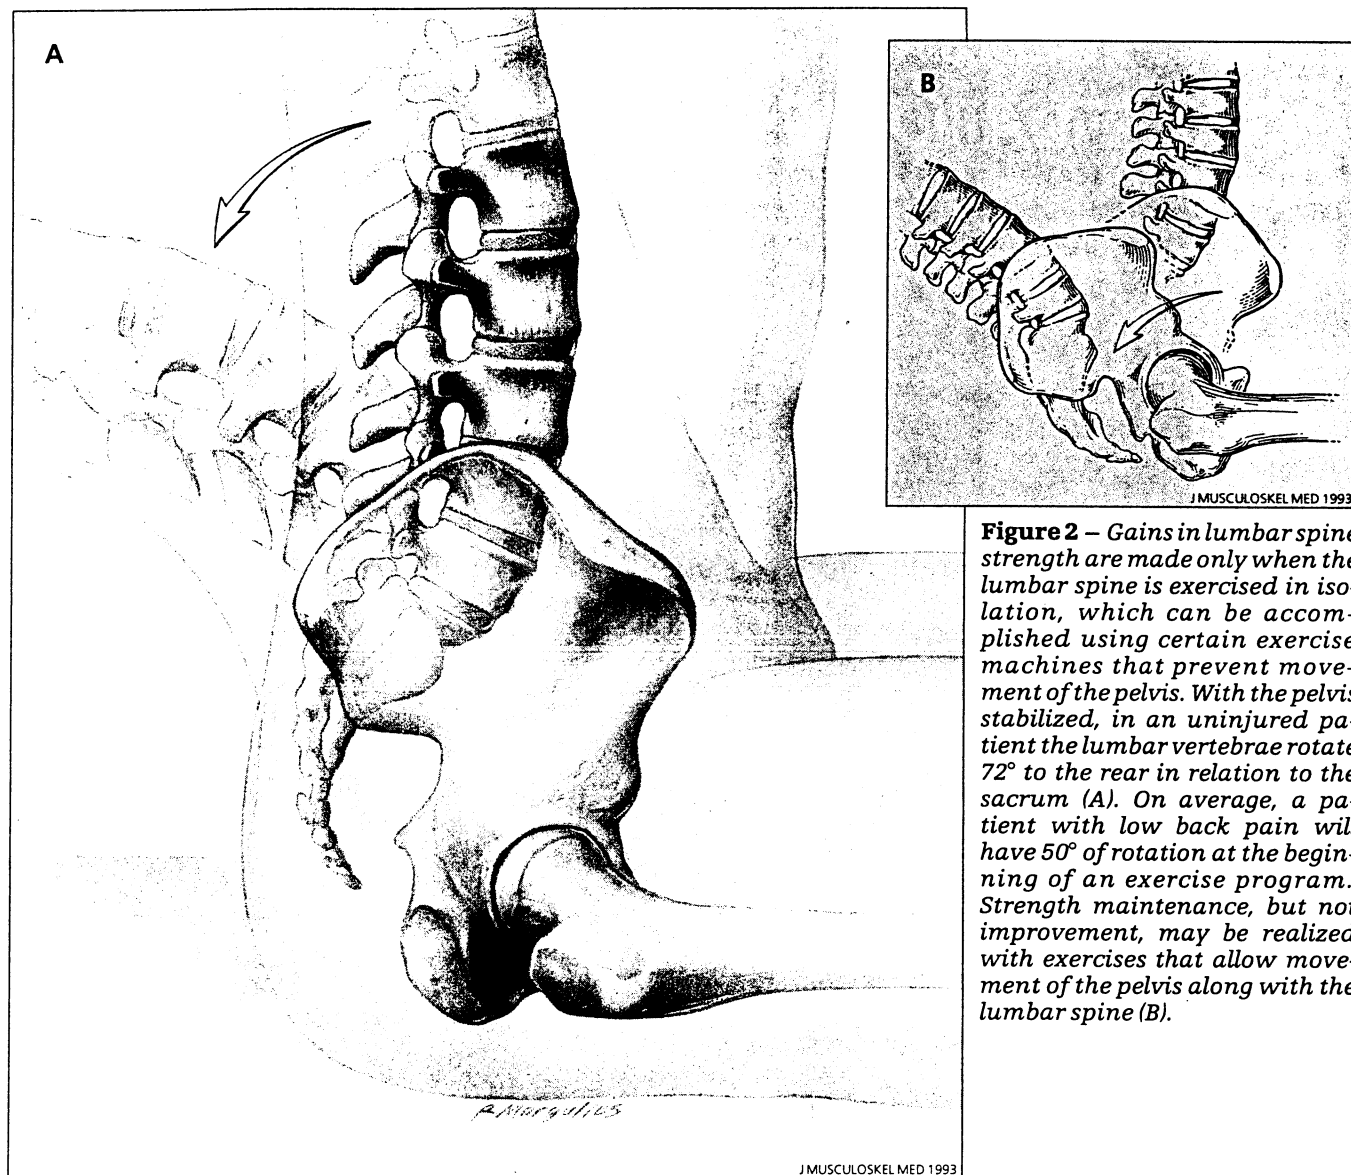 A
B
J MUSCULOSKEL MED 1993
Figure 2 – Gains in lumbar spine
strength are made only when the
lumbar spine is exercised in iso-
lation, which can be accom-
plished using certain exercise
machines that prevent move-
ment of the pelvis. With the pelvis
stabilized, in an uninjured pa-
tient the lumbar vertebrae rotate
72° to the rear in relation to the
sacrum (A). On average, a pa-
tient with low back pain wil
have 50° of rotation at the begin-
ning of an exercise program.
Strength maintenance, but not
improvement, may be realized
with exercises that allow move-
ment of the pelvis along with the
lumbar spine (B).
R Margulies
J MUSCULOSKEL MED 1993